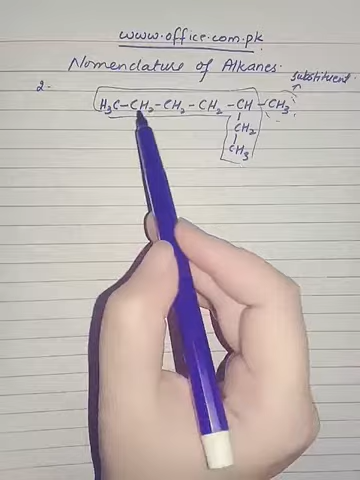 www.office.com.pk
Nomenclature of Alkanes.
substituent.
2-
H₃C-CH₂-CH₂-CH₂-CH-CH₃
CH₂
CH₃